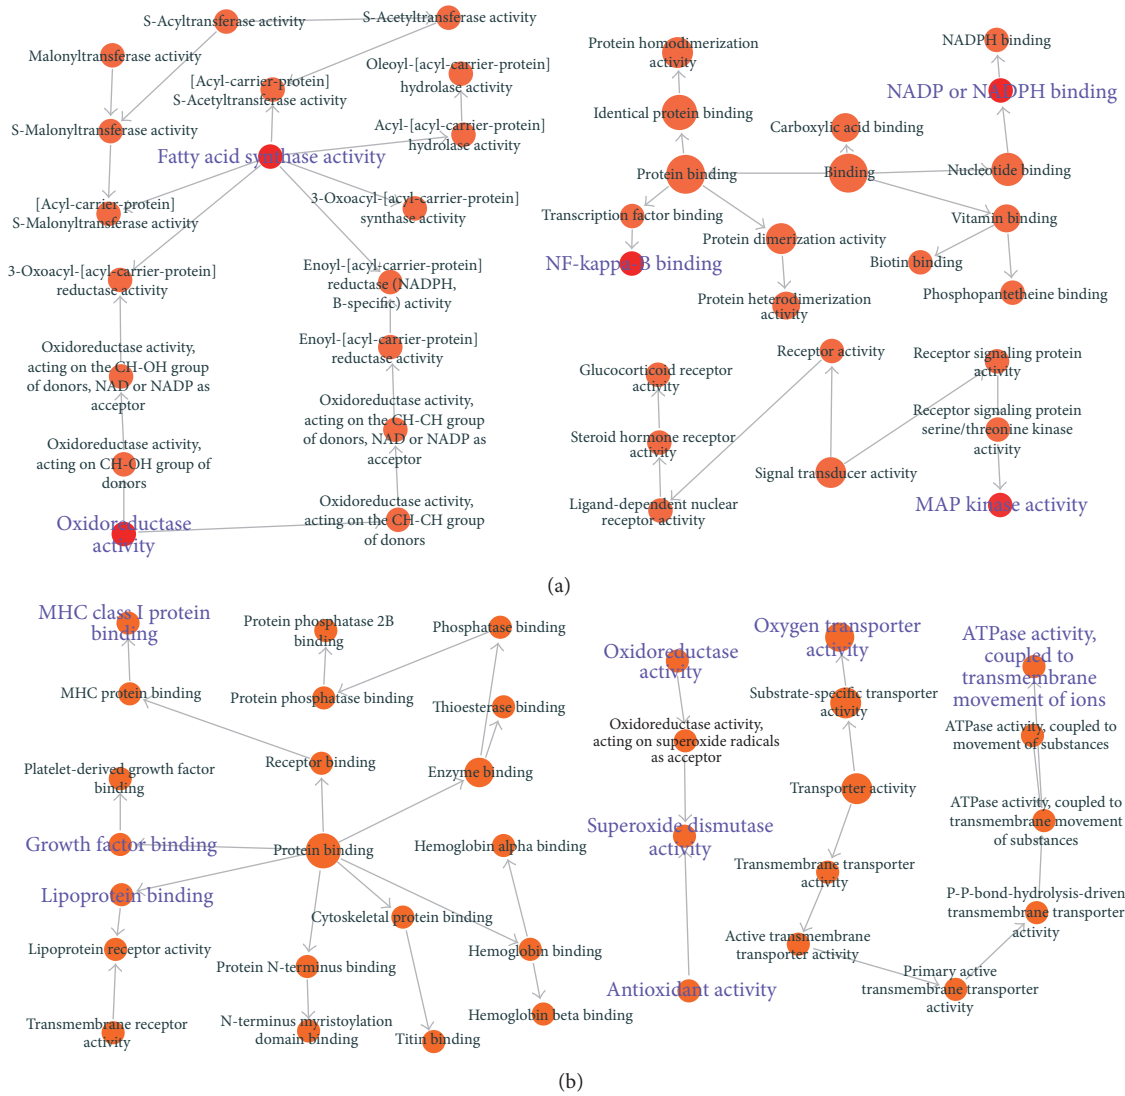 S-Acyltransferase activity
S-Acetyltransferase activity
Malonyltransferase activity
[Acyl-carrier-protein]
S-Acetyltransferase activity
Oleoyl-[acyl-carrier-protein]
hydrolase activity
S-Malonyltransferase activity
Acyl-[acyl-carrier-protein]
hydrolase activity
Fatty acid synthase activity
[Acyl-carrier-protein]
S-Malonyltransferase activity
3-Oxoacyl-[acyl-carrier-protein]
synthase activity
3-Oxoacyl-[acyl-carrier-protein]
reductase activity
Enoyl-[acyl-carrier-protein]
reductase (NADPH,
B-specific) activity
Oxidoreductase activity,
acting on the CH-OH group
of donors, NAD or NADP as
acceptor
Enoyl-[acyl-carrier-protein]
reductase activity
Oxidoreductase activity,
acting on the CH-CH group
of donors, NAD or NADP as
acceptor
Oxidoreductase activity,
acting on CH-OH group of
donors
Oxidoreductase
activity
Oxidoreductase activity,
acting on the CH-CH group
of donors
Protein homodimerization
activity
NADPH binding
NADP or NADPH binding
Identical protein binding
Carboxylic acid binding
Protein binding
Binding
Nucleotide binding
Transcription factor binding
Vitamin binding
Protein dimerization activity
NF-kappa-B binding
Biotin binding
Protein heterodimerization
activity
Phosphopantetheine binding
Receptor activity
Receptor signaling protein
activity
Glucocorticoid receptor
activity
Receptor signaling protein
serine/threonine kinase
activity
Steroid hormone receptor
activity
Signal transducer activity
Ligand-dependent nuclear
receptor activity
MAP kinase activity
(a)
MHC class I protein
binding
Protein phosphatase 2B
binding
Phosphatase binding
MHC protein binding
Protein phosphatase binding
Thioesterase binding
Receptor binding
Enzyme binding
Platelet-derived growth factor
binding
Growth factor binding
Protein binding
Hemoglobin alpha binding
Lipoprotein binding
Cytoskeletal protein binding
Lipoprotein receptor activity
Protein N-terminus binding
Hemoglobin binding
Transmembrane receptor
activity
N-terminus myristoylation
domain binding
Titin binding
Hemoglobin beta binding
Oxidoreductase
activity
Oxidoreductase activity,
acting on superoxide radicals
as acceptor
Superoxide dismutase
activity
Antioxidant activity
Oxygen transporter
activity
Substrate-specific transporter
activity
Transporter activity
Transmembrane transporter
activity
Active transmembrane
transporter activity
Primary active
transmembrane transporter
activity
ATPase activity,
coupled to
transmembrane
movement of ions
ATPase activity, coupled to
movement of substances
ATPase activity, coupled to
transmembrane movement
of substances
P-P-bond-hydrolysis-driven
transmembrane transporter
activity
(b)